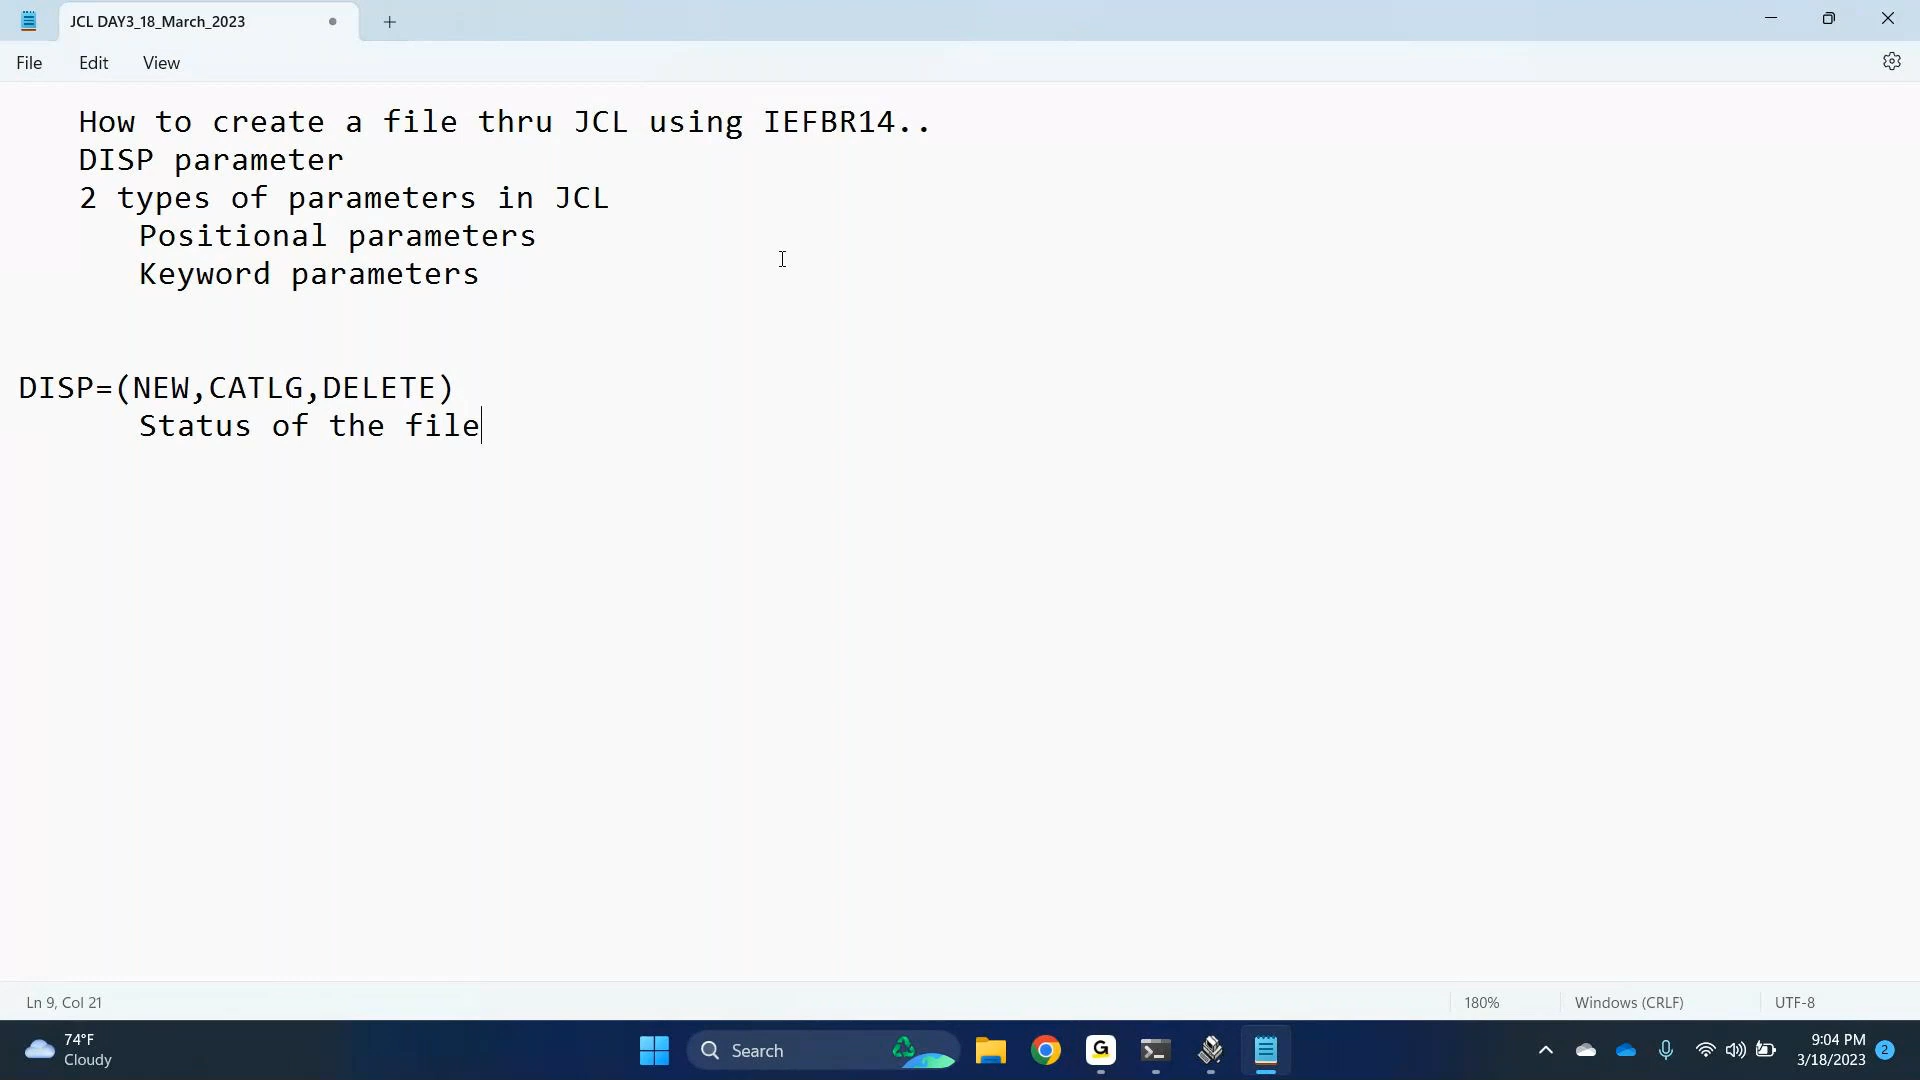 JCL DAY3_18_March_2023
File Edit View
How to create a file thru JCL using IEFBR14..
DISP parameter
2 types of parameters in JCL
Positional parameters
Keyword parameters
DISP=(NEW,CATLG,DELETE)
Status of the file
Ln 9, Col 21
180%
Windows (CRLF)
UTF-8
74°F
Cloudy
Search
G
9:04 PM
3/18/2023
2